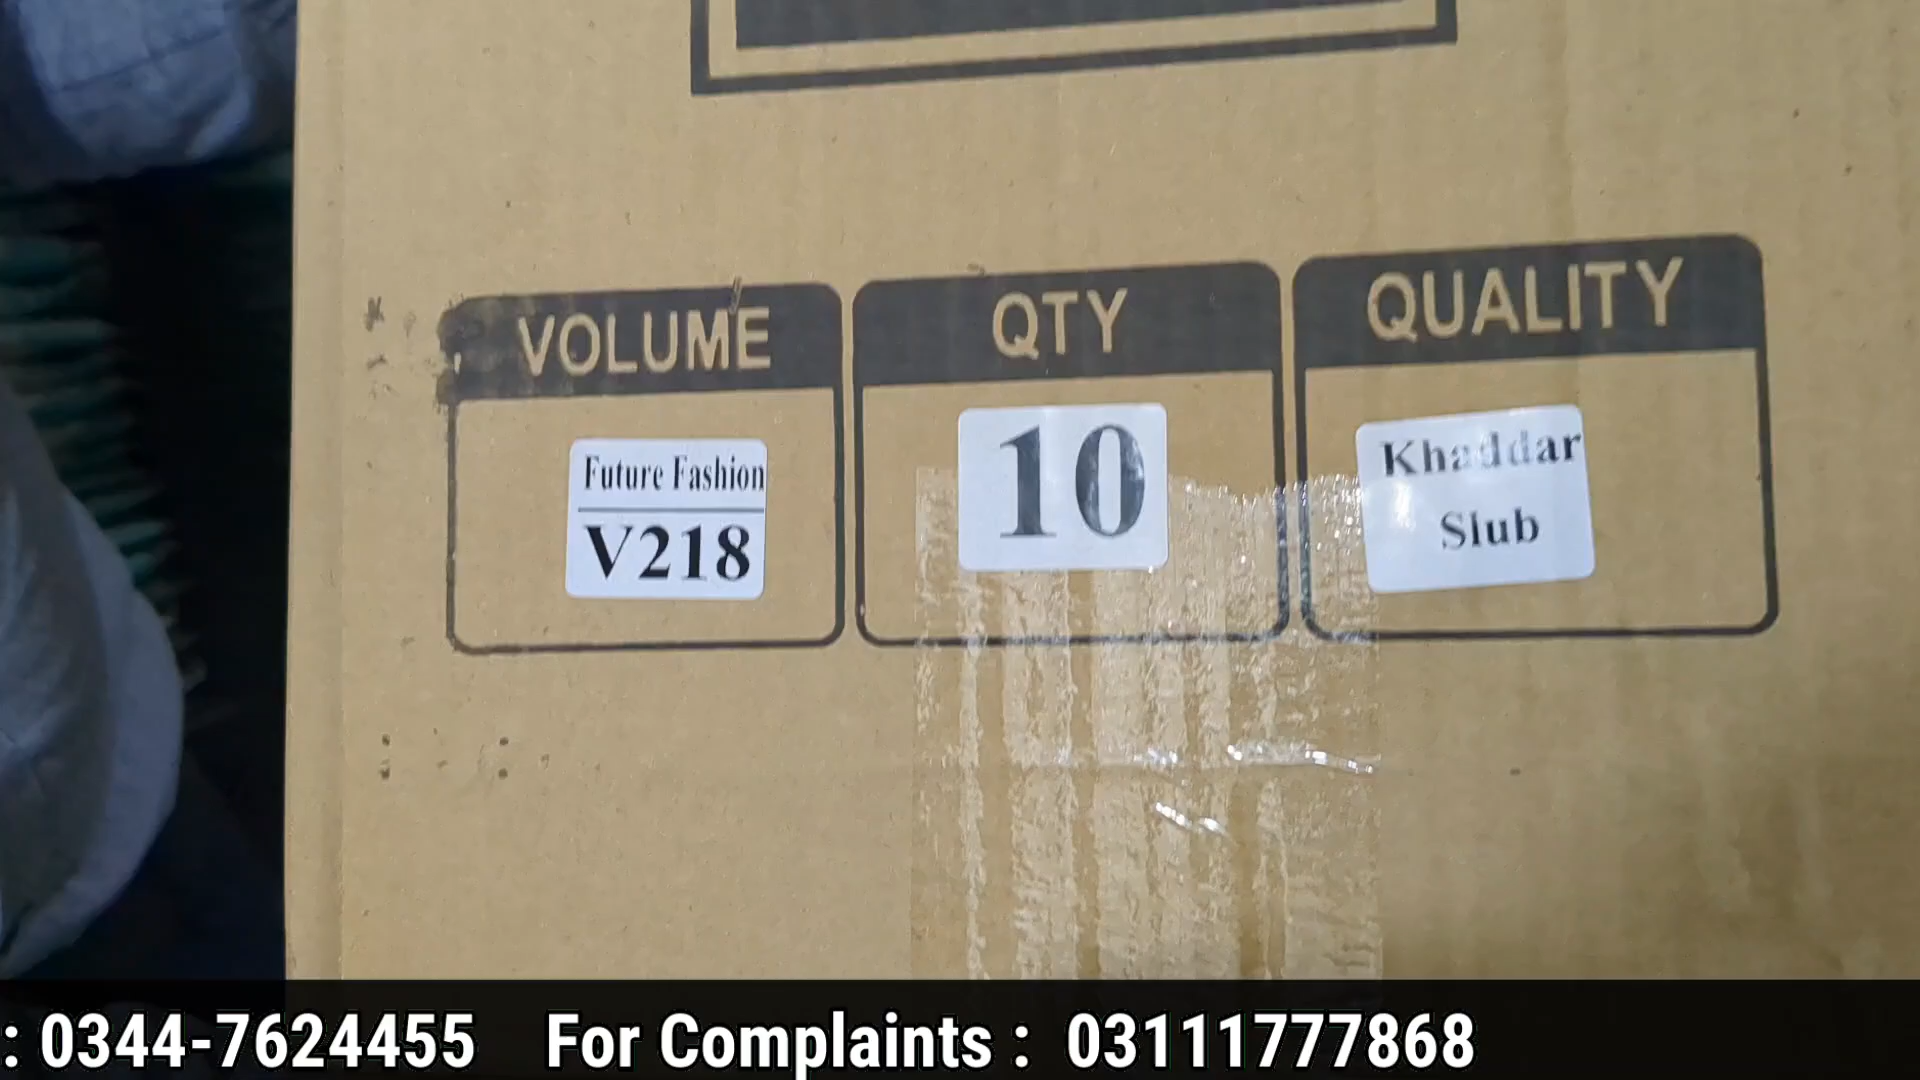 VOLUME
QTY
QUALITY
Future Fashion
V218
10
Khaddar
Slub
: 0344-7624455 For Complaints : 03111777868